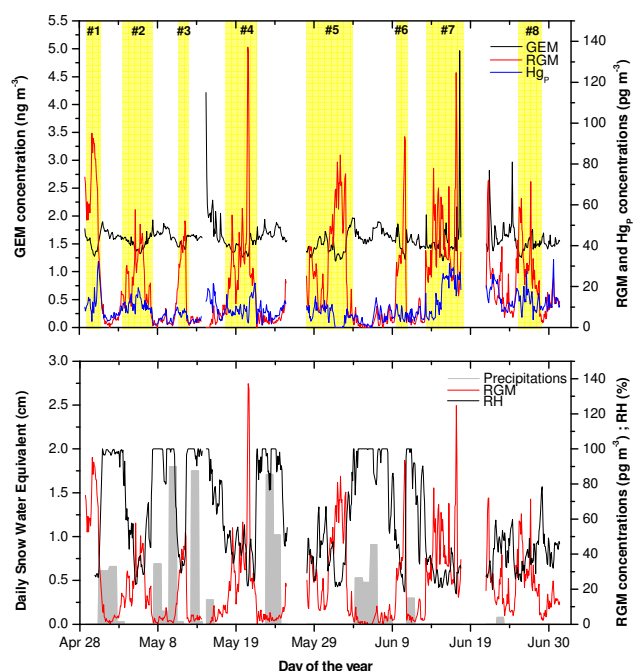 #1 #2 #3 #4 #5 #6 #7 #8
GEM
RGM
Hg_P
GEM concentration (ng m⁻³)
5.5
5.0
4.5
4.0
3.5
3.0
2.5
2.0
1.5
1.0
0.5
0.0
140
120
100
80
60
40
20
0
RGM and Hg_P concentrations (pg m⁻³)
Precipitations
RGM
RH
Daily Snow Water Equivalent (cm)
3.0
2.5
2.0
1.5
1.0
0.5
0.0
140
120
100
80
60
40
20
0
RGM concentrations (pg m⁻³) ; RH (%)
Apr 28 May 8 May 19 May 29 Jun 9 Jun 19 Jun 30
Day of the year